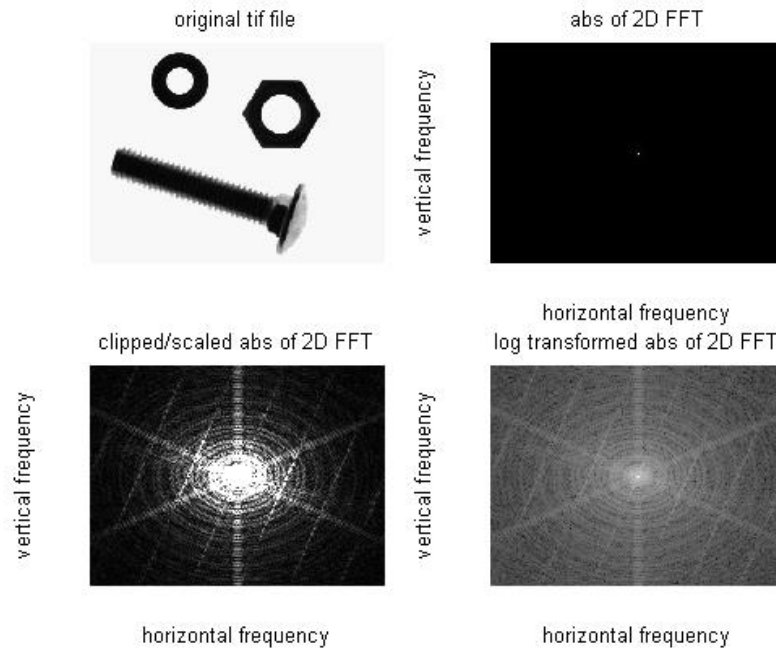 original tif file
abs of 2D FFT
vertical frequency
horizontal frequency
clipped/scaled abs of 2D FFT
vertical frequency
horizontal frequency
log transformed abs of 2D FFT
vertical frequency
horizontal frequency